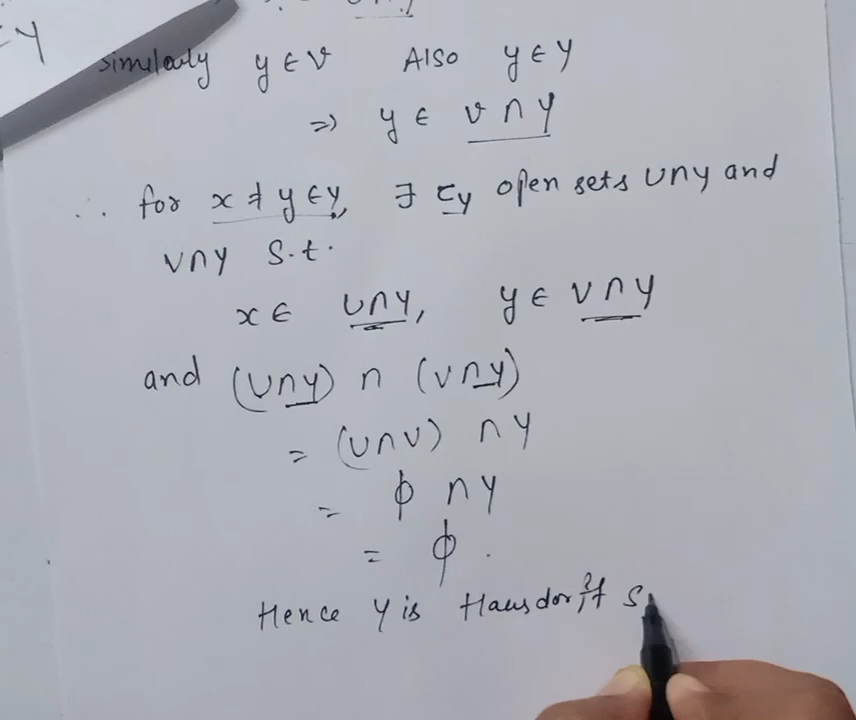 Y
Similarly y ∈ V Also y ∈ Y
⇒ y ∈ V ∩ Y
∴ for x ≠ y ∈ Y, ∃ τy open sets U∩Y and
V∩Y s.t.
x ∈ U∩Y, y ∈ V∩Y
and (U∩Y) ∩ (V∩Y)
= (U∩V) ∩ Y
= ϕ ∩ Y
= ϕ.
Hence Y is Hausdorff s